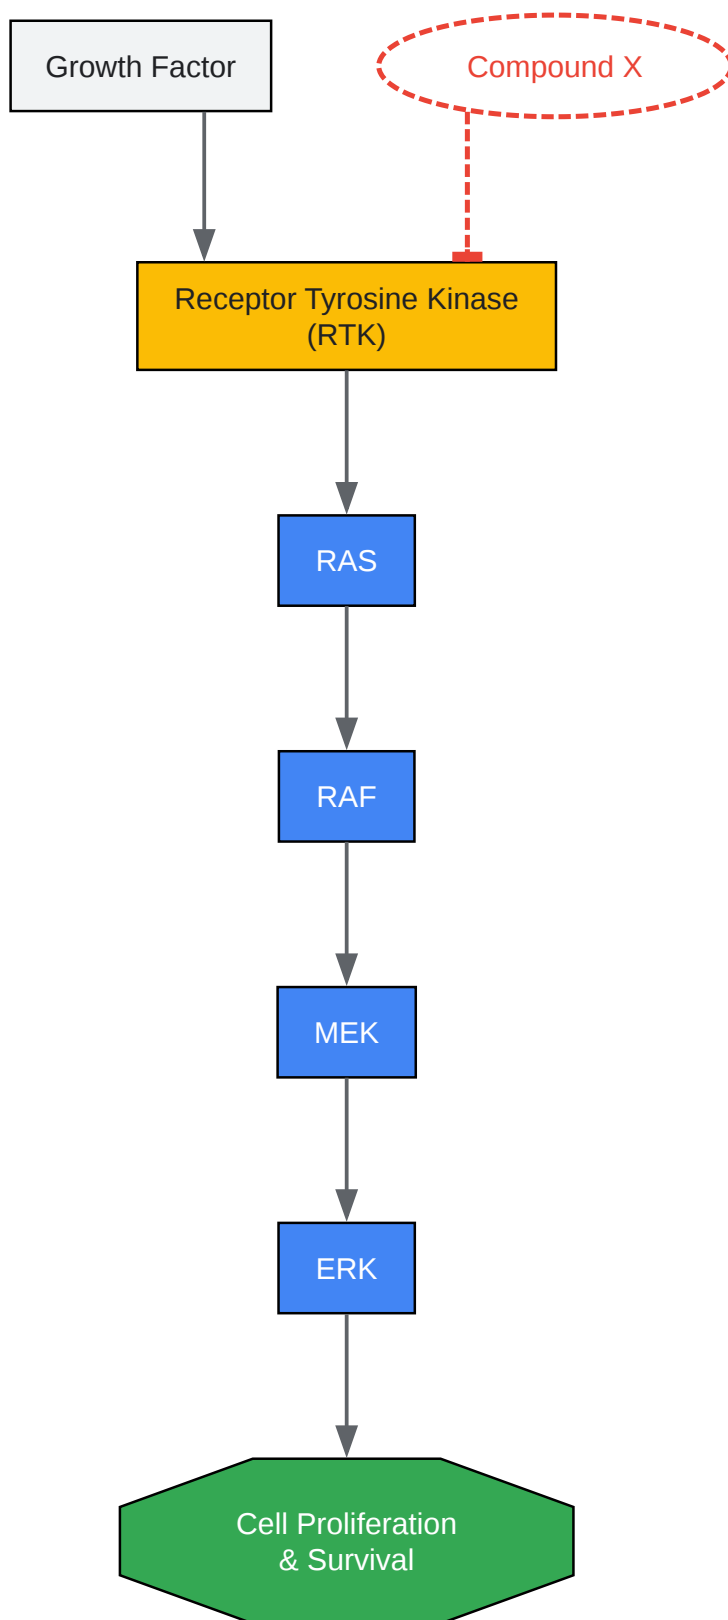 Growth Factor
Compound X
Receptor Tyrosine Kinase
(RTK)
RAS
RAF
MEK
ERK
Cell Proliferation
& Survival